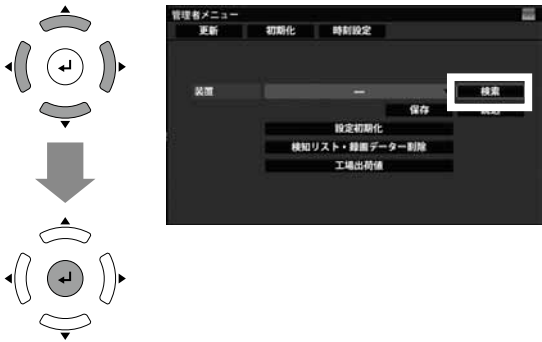 管理者メニュー
更新 初期化 時刻設定
装置 ― 検索
保存
設定初期化
検知リスト・録画データー削除
工場出荷値